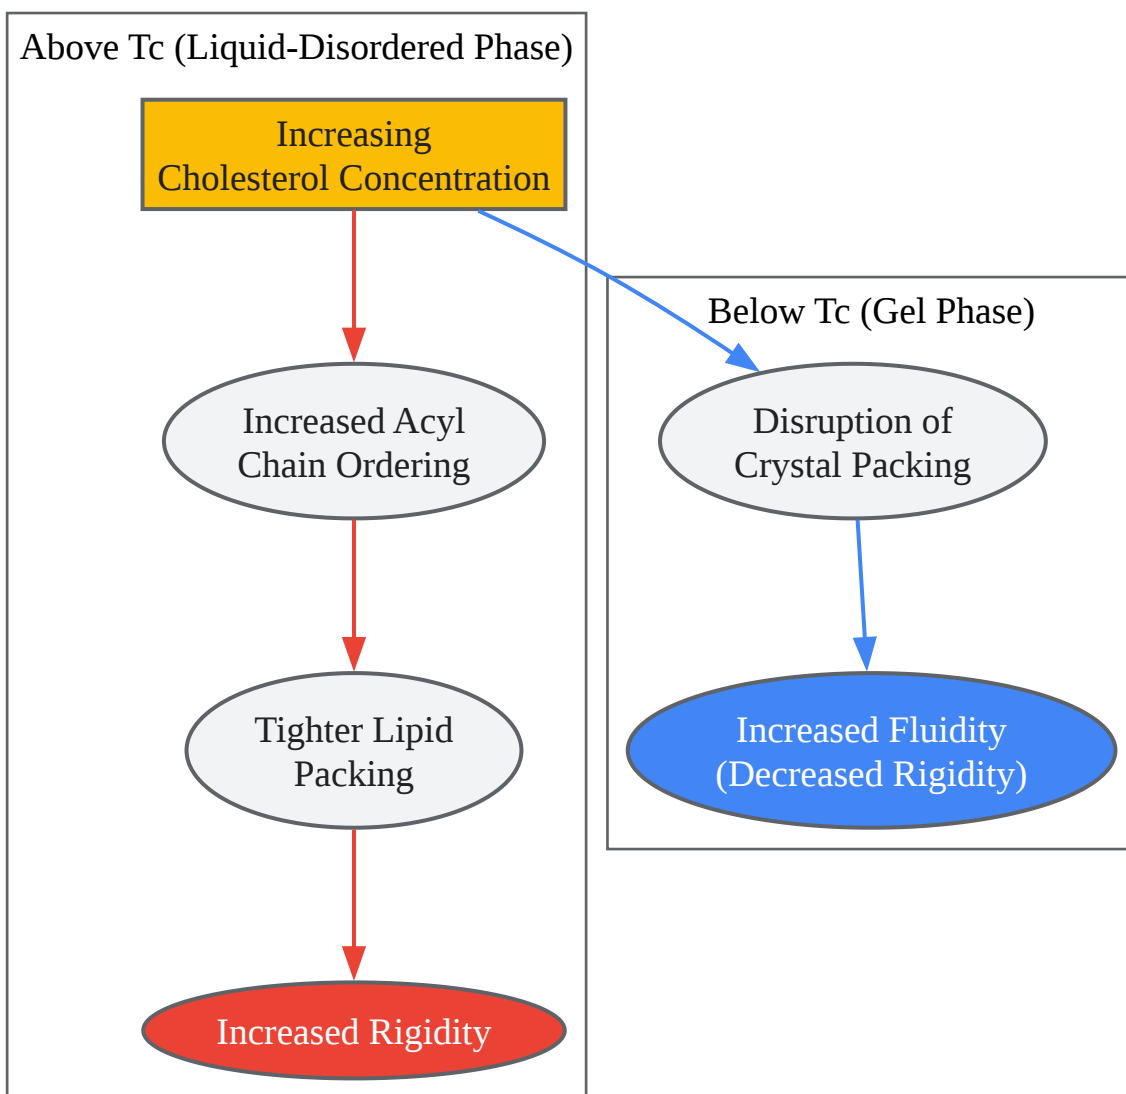 Above Tc (Liquid-Disordered Phase)
Increasing
Cholesterol Concentration
Increased Acyl
Chain Ordering
Tighter Lipid
Packing
Increased Rigidity
Below Tc (Gel Phase)
Disruption of
Crystal Packing
Increased Fluidity
(Decreased Rigidity)